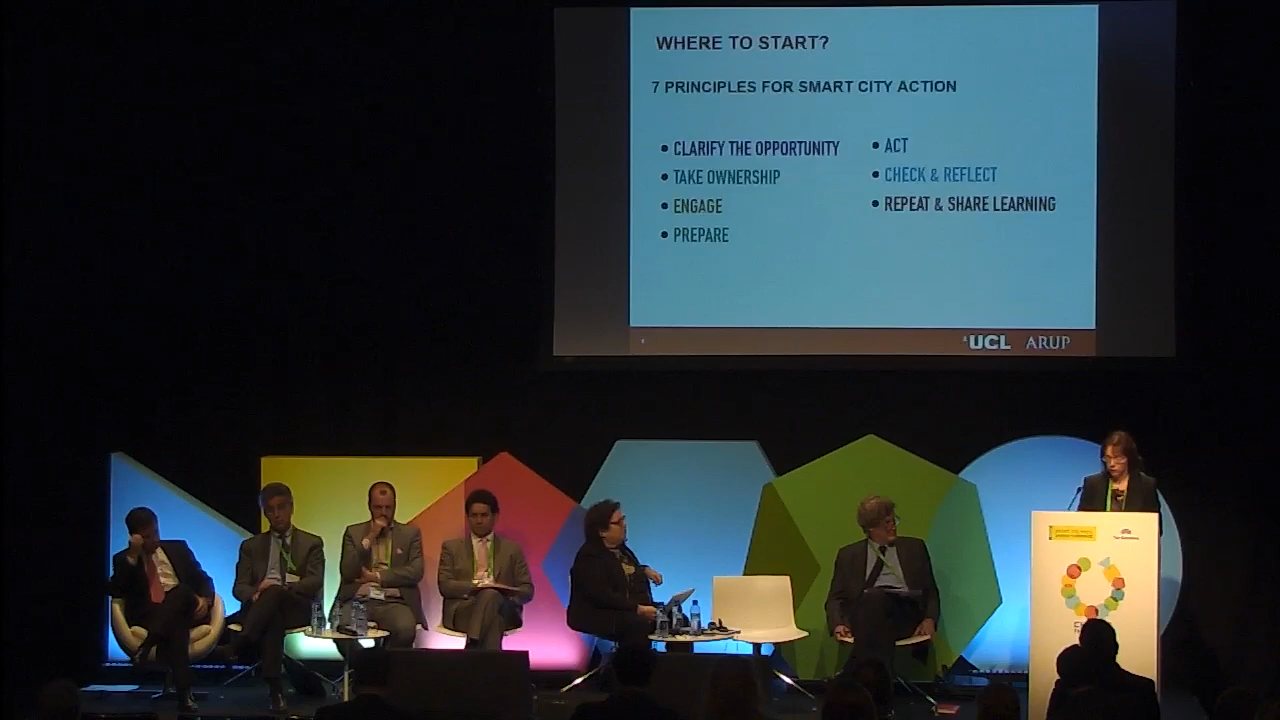 WHERE TO START?
7 PRINCIPLES FOR SMART CITY ACTION
• CLARIFY THE OPPORTUNITY
• TAKE OWNERSHIP
• ENGAGE
• PREPARE
• ACT
• CHECK & REFLECT
• REPEAT & SHARE LEARNING
UCL ARUP